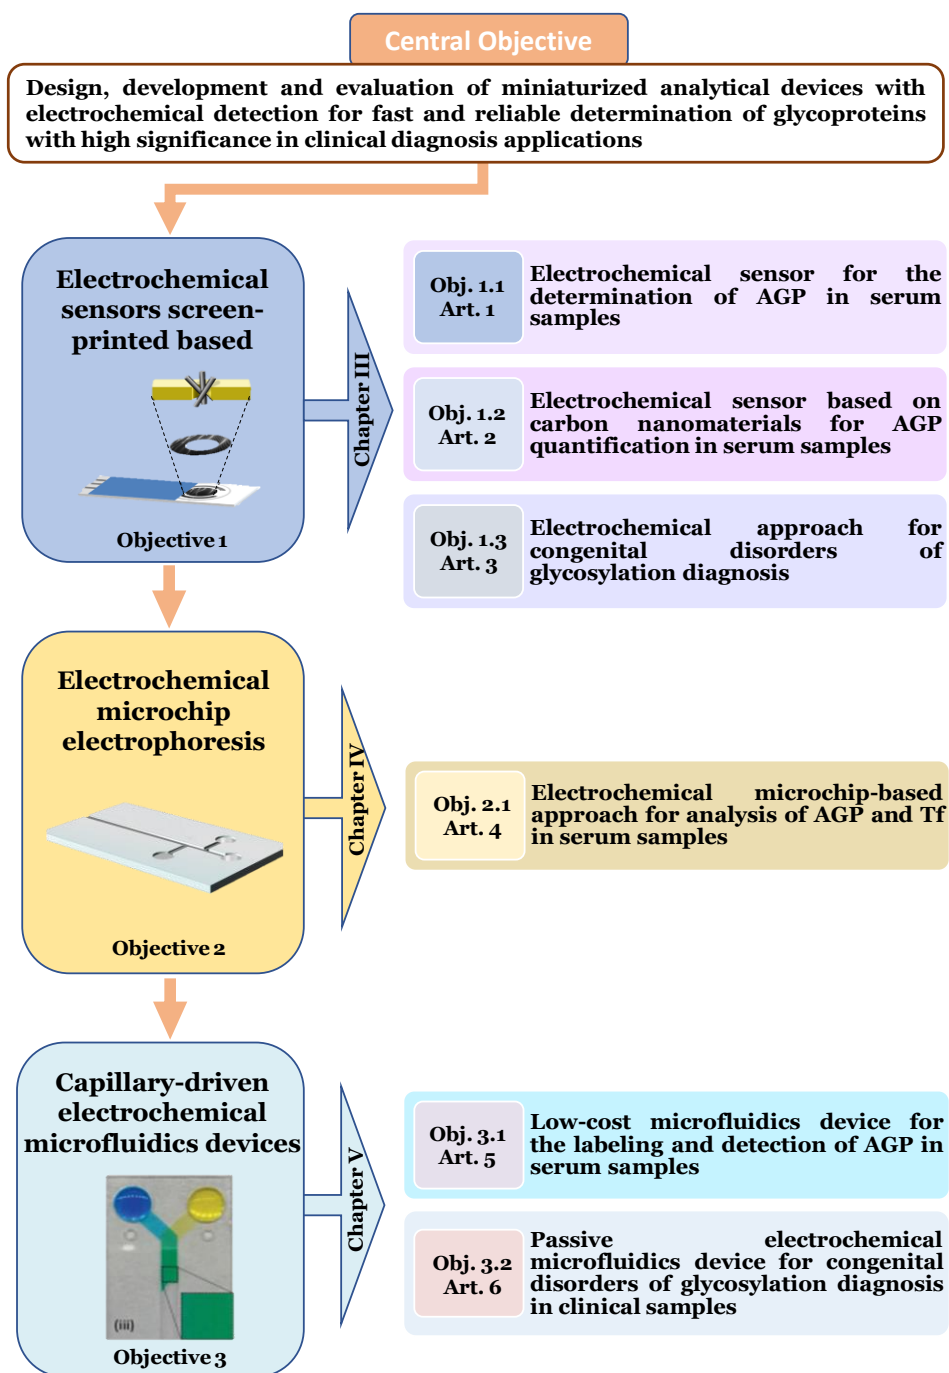 Central Objective
Design, development and evaluation of miniaturized analytical devices with
electrochemical detection for fast and reliable determination of glycoproteins
with high significance in clinical diagnosis applications
Electrochemical
sensors screen-
printed based
Objective 1
Chapter III
Obj. 1.1
Art. 1
Electrochemical sensor for the
determination of AGP in serum
samples
Obj. 1.2
Art. 2
Electrochemical sensor based on
carbon nanomaterials for AGP
quantification in serum samples
Obj. 1.3
Art. 3
Electrochemical approach for
congenital disorders of
glycosylation diagnosis
Electrochemical
microchip
electrophoresis
Objective 2
Chapter IV
Obj. 2.1
Art. 4
Electrochemical microchip-based
approach for analysis of AGP and Tf
in serum samples
Capillary-driven
electrochemical
microfluidics devices
(iii)
Objective 3
Chapter V
Obj. 3.1
Art. 5
Low-cost microfluidics device for
the labeling and detection of AGP in
serum samples
Obj. 3.2
Art. 6
Passive electrochemical
microfluidics device for congenital
disorders of glycosylation diagnosis
in clinical samples